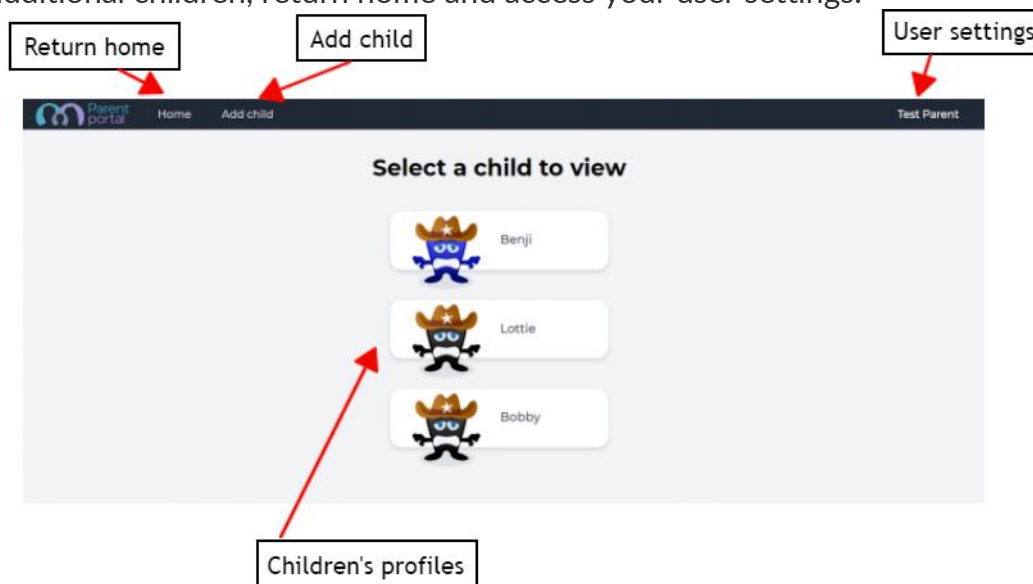 additional children, return home and access your user settings.
Return home
Add child
User settings
Parent
portal
Home
Add child
Test Parent
Select a child to view
Benji
Lottie
Bobby
Children's profiles